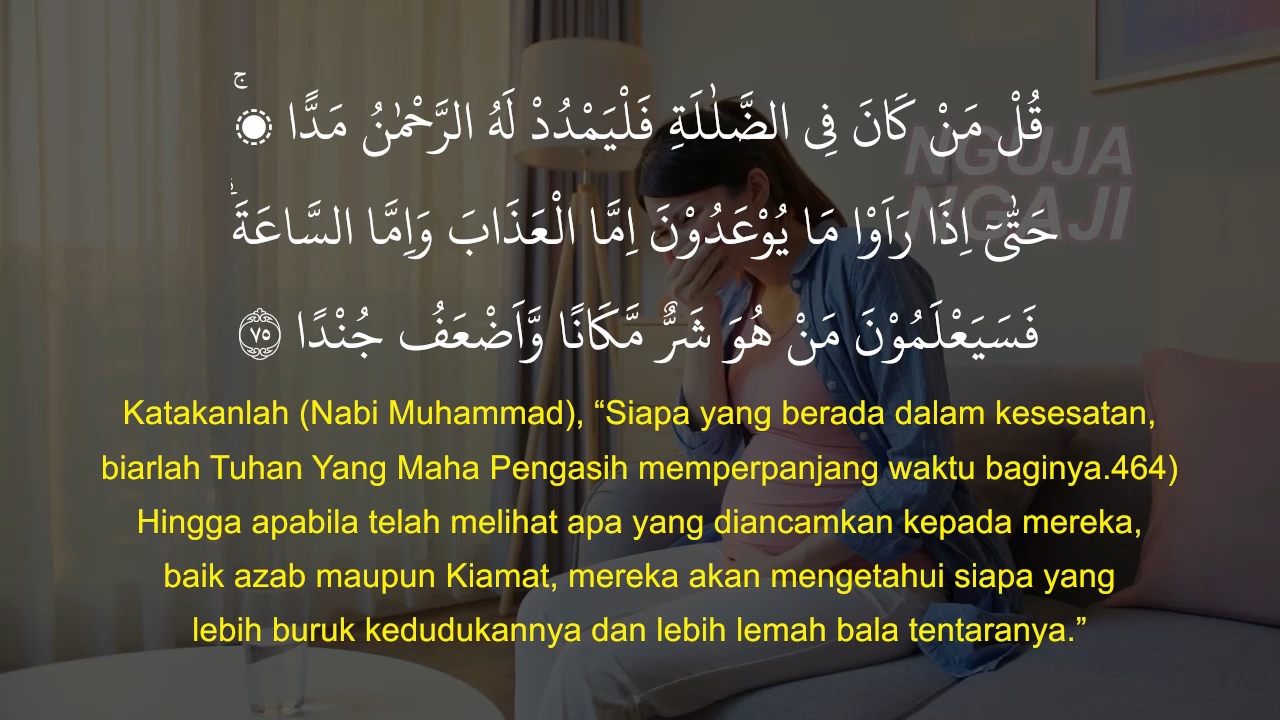 قُلْ مَنْ كَانَ فِى الضَّلٰلَةِ فَلْيَمْدُدْ لَهُ الرَّحْمٰنُ مَدًّا ۚ
NGUJA
NGAJI
حَتّٰىٓ اِذَا رَاَوْا مَا يُوْعَدُوْنَ اِمَّا الْعَذَابَ وَاِمَّا السَّاعَةَ ۗ
فَسَيَعْلَمُوْنَ مَنْ هُوَ شَرٌّ مَّكَانًا وَّاَضْعَفُ جُنْدًا ٧٥
Katakanlah (Nabi Muhammad), “Siapa yang berada dalam kesesatan,
biarlah Tuhan Yang Maha Pengasih memperpanjang waktu baginya.464)
Hingga apabila telah melihat apa yang diancamkan kepada mereka,
baik azab maupun Kiamat, mereka akan mengetahui siapa yang
lebih buruk kedudukannya dan lebih lemah bala tentaranya.”